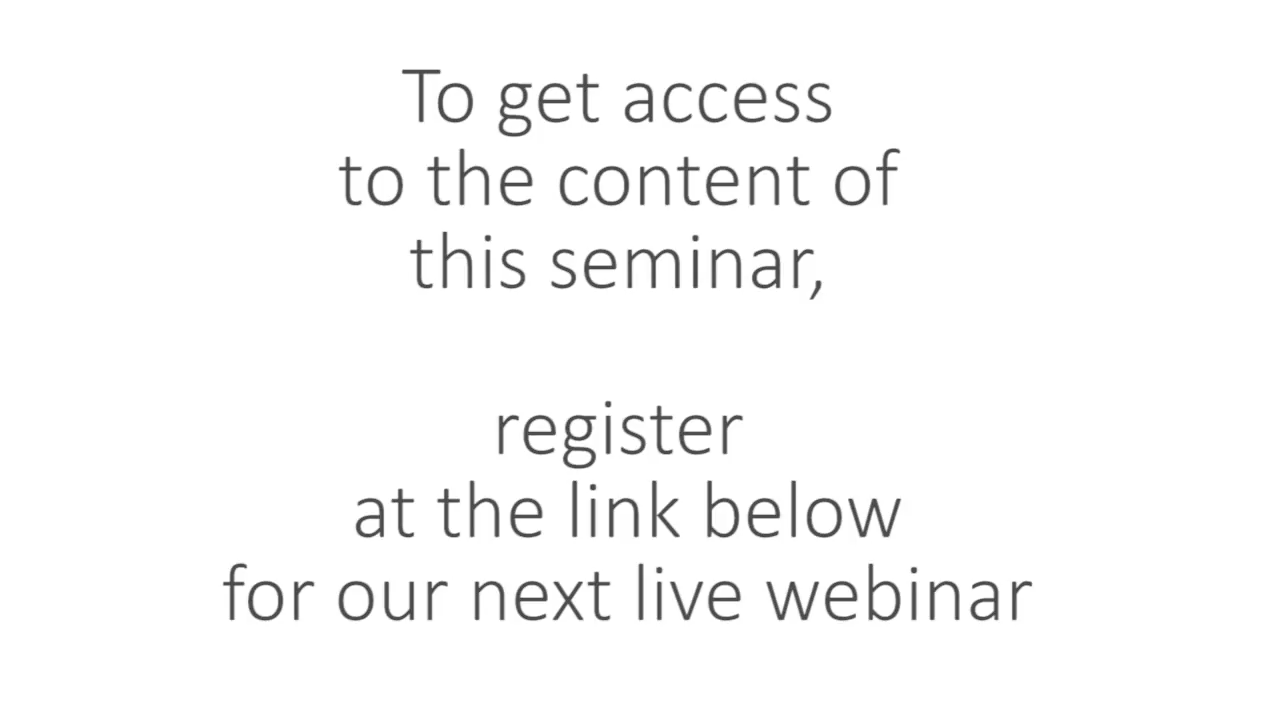 To get access
to the content of
this seminar,
register
at the link below
for our next live webinar